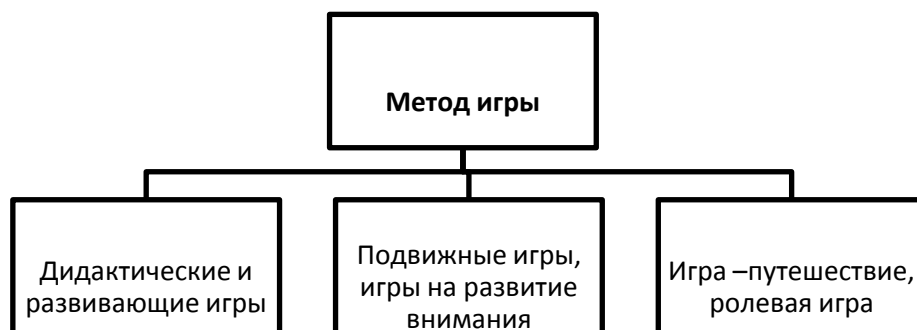 Метод игры
Дидактические и
развивающие игры
Подвижные игры,
игры на развитие
внимания
Игра –путешествие,
ролевая игра